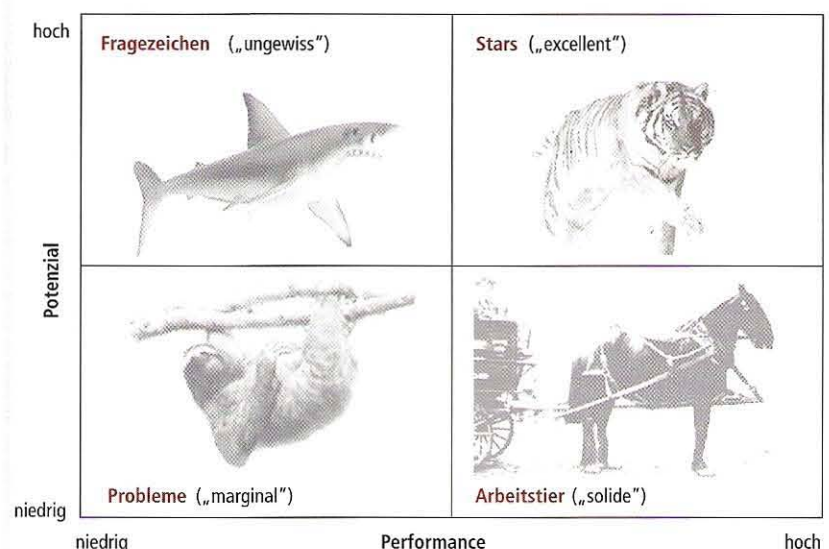 hoch
Fragezeichen („ungewiss”)
Stars („excellent”)
Potenzial
Probleme („marginal”)
Arbeitstier („solide”)
niedrig
niedrig
Performance
hoch